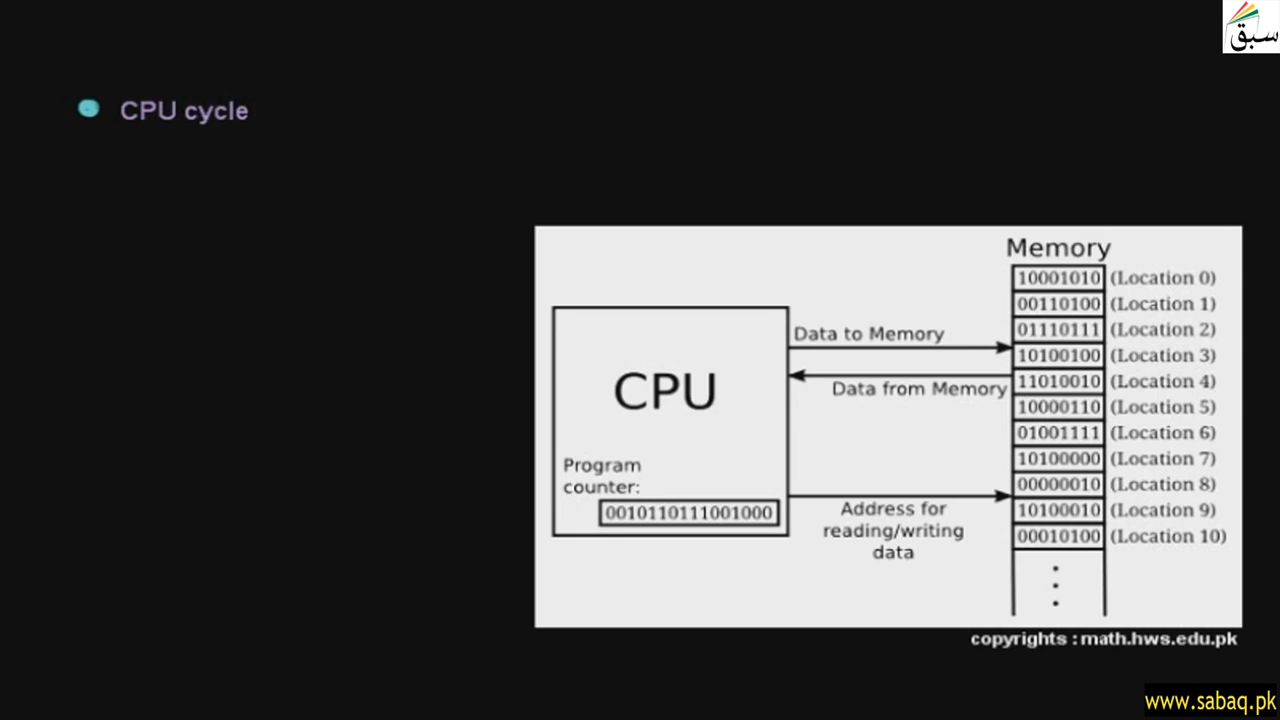 سبق
CPU cycle
Memory
10001010 (Location 0)
00110100 (Location 1)
01110111 (Location 2)
10100100 (Location 3)
11010010 (Location 4)
10000110 (Location 5)
01001111 (Location 6)
10100000 (Location 7)
00000010 (Location 8)
10100010 (Location 9)
00010100 (Location 10)
Data to Memory
Data from Memory
CPU
Program
counter:
0010110111001000
Address for
reading/writing
data
copyrights : math.hws.edu.pk
www.sabaq.pk